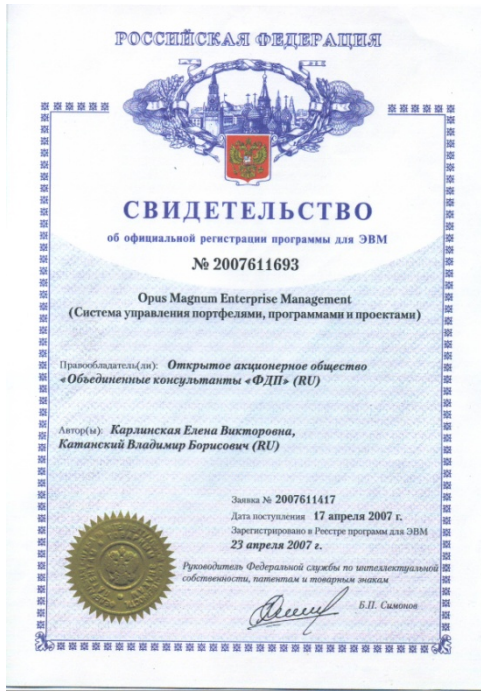 РОССИЙСКАЯ ФЕДЕРАЦИЯ
СВИДЕТЕЛЬСТВО
об официальной регистрации программы для ЭВМ
№ 2007611693
Opus Magnum Enterprise Management
(Система управления портфелями, программами и проектами)
Правообладатель(ли): Открытое акционерное общество
«Объединенные консультанты «ФДП» (RU)
Автор(ы): Карлинская Елена Викторовна,
Катанский Владимир Борисович (RU)
Заявка № 2007611417
Дата поступления 17 апреля 2007 г.
Зарегистрировано в Реестре программ для ЭВМ
23 апреля 2007 г.
Руководитель Федеральной службы по интеллектуальной
собственности, патентам и товарным знакам
Б.П. Симонов